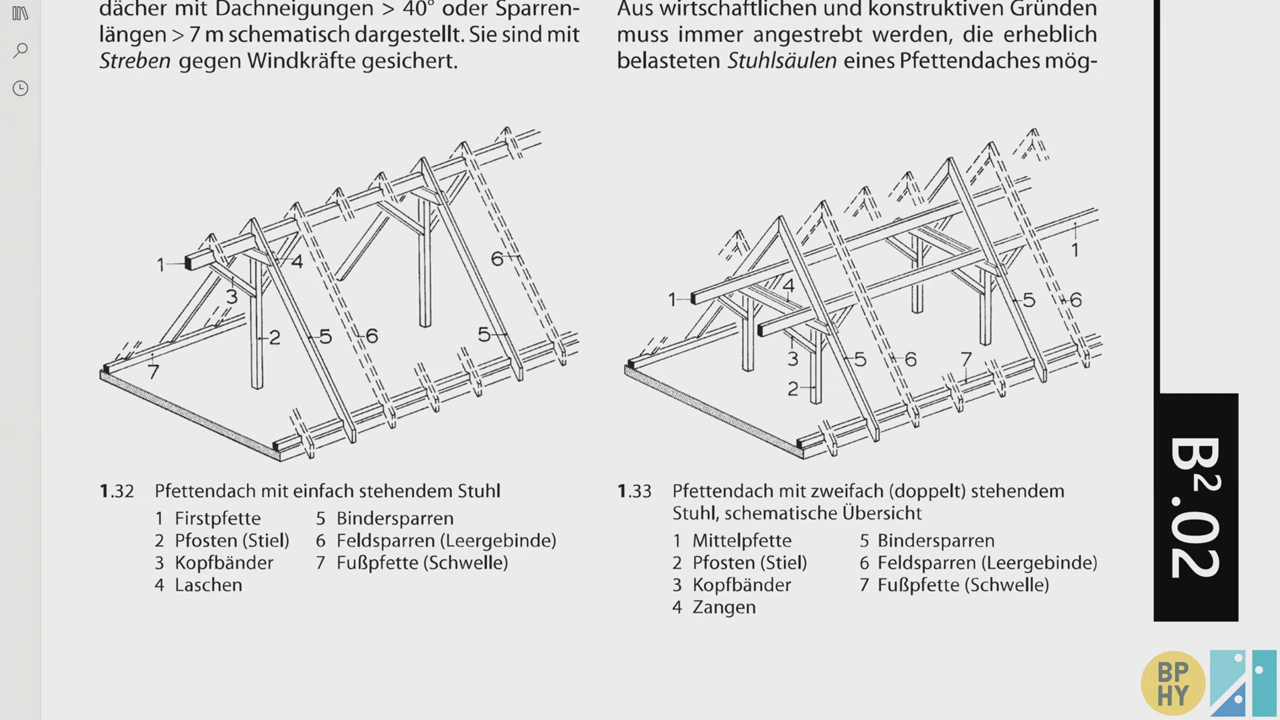 dächer mit Dachneigungen > 40° oder Sparren-
längen > 7 m schematisch dargestellt. Sie sind mit
Streben gegen Windkräfte gesichert.
Aus wirtschaftlichen und konstruktiven Gründen
muss immer angestrebt werden, die erheblich
belasteten Stuhlsäulen eines Pfettendaches mög-
1
4
3
2
5
6
5
6
7
1
4
3
2
5
6
7
5
6
1
1.32 Pfettendach mit einfach stehendem Stuhl
1 Firstpfette
2 Pfosten (Stiel)
3 Kopfbänder
4 Laschen
5 Bindersparren
6 Feldsparren (Leergebinde)
7 Fußpfette (Schwelle)
1.33 Pfettendach mit zweifach (doppelt) stehendem
Stuhl, schematische Übersicht
1 Mittelpfette
2 Pfosten (Stiel)
3 Kopfbänder
4 Zangen
5 Bindersparren
6 Feldsparren (Leergebinde)
7 Fußpfette (Schwelle)
B².02
BP
HY